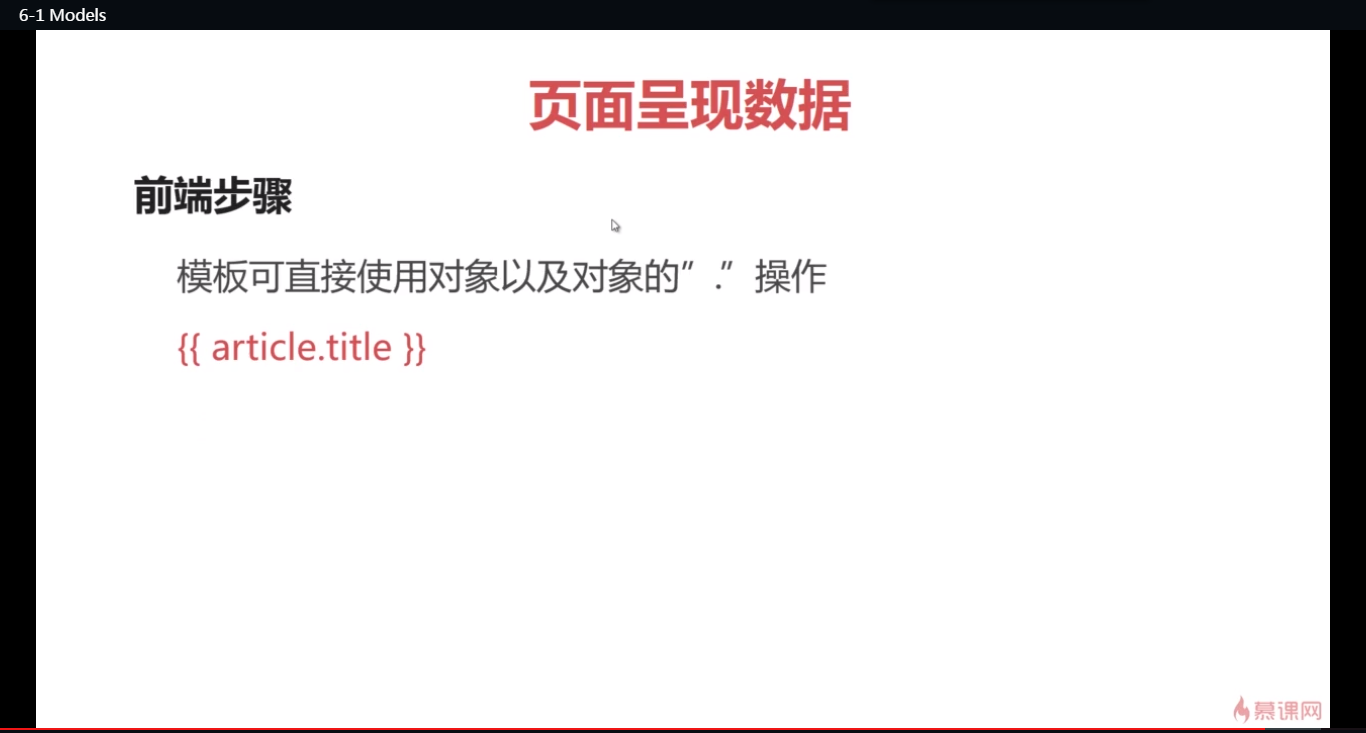 6-1 Models
页面呈现数据
前端步骤
模板可直接使用对象以及对象的”.”操作
{{ article.title }}
慕课网